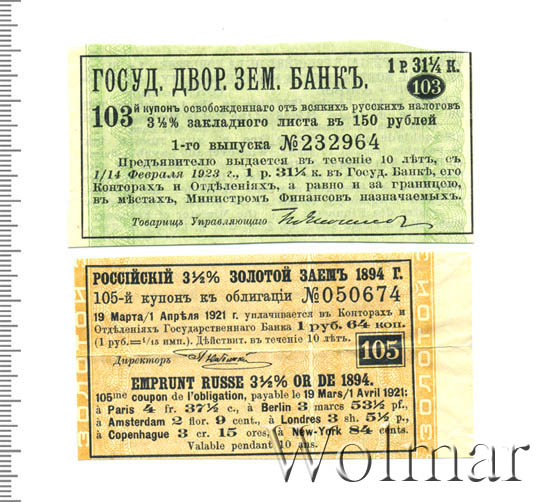 ГОСУД. ДВОР. ЗЕМ. БАНКЪ.
1 р. 31¼ к.
103
103й купонъ освобожденнаго отъ всякихъ русскихъ налоговъ
3½% закладного листа въ 150 рублей
1-го выпуска №232964
Предъявителю выдается въ теченіе 10 лѣтъ, съ
1/14 Февраля 1923 г., 1 р. 31¼ к. въ Госуд. Банкѣ, его
Конторахъ и Отдѣленіяхъ, а равно и за границею,
въ мѣстахъ, Министромъ Финансовъ назначаемыхъ.
Товарищъ Управляющаго
РОССІЙСКІЙ 3½% ЗОЛОТОЙ ЗАЕМЪ 1894 Г.
105-й купонъ къ облигаціи №050674
19 Марта/1 Апрѣля 1921 г. уплачивается въ Конторахъ и
Отдѣленіяхъ Государственнаго Банка 1 руб. 64 коп.
(1 руб.=1/15 имп.). Дѣйствит. въ теченіе 10 лѣтъ.
105
Директоръ
EMPRUNT RUSSE 3½% OR DE 1894.
105me coupon de l'obligation, payable le 19 Mars/1 Avril 1921:
à Paris 4 fr. 37½ c., à Berlin 3 marcs 53½ pf.,
à Amsterdam 2 flor. 9 cent., à Londres 3 sh. 5½ p.,
à Copenhague 3 cr. 15 ores, à New-York 84 cents.
Valable pendant 10 ans.
ЗОЛОТОЙ
ЗОЛОТОЙ
Wolmar